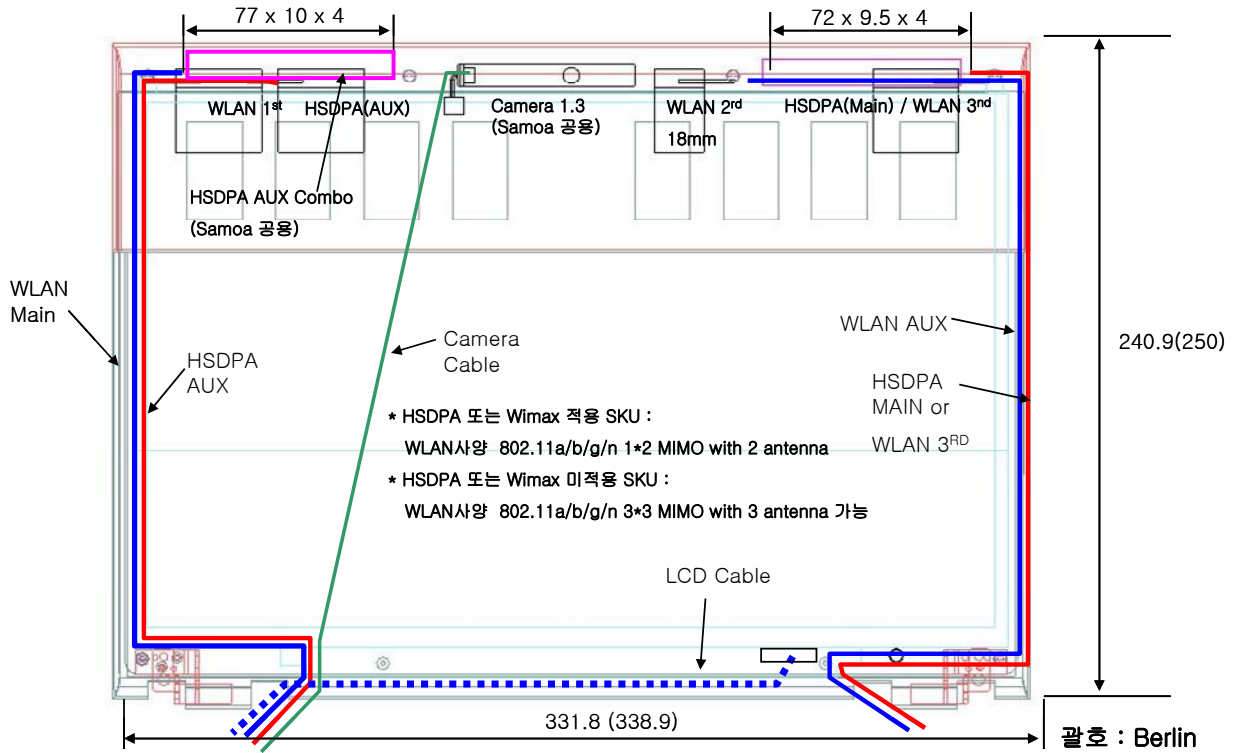 77 x 10 x 4
72 x 9.5 x 4
WLAN 1st
HSDPA(AUX)
Camera 1.3
(Samoa 공용)
WLAN 2rd
18mm
HSDPA(Main) / WLAN 3nd
HSDPA AUX Combo
(Samoa 공용)
WLAN
Main
HSDPA
AUX
Camera
Cable
WLAN AUX
HSDPA
MAIN or
WLAN 3RD
240.9(250)
* HSDPA 또는 Wimax 적용 SKU :
WLAN사양 802.11a/b/g/n 1*2 MIMO with 2 antenna
* HSDPA 또는 Wimax 미적용 SKU :
WLAN사양 802.11a/b/g/n 3*3 MIMO with 3 antenna 가능
LCD Cable
331.8 (338.9)
괄호 : Berlin